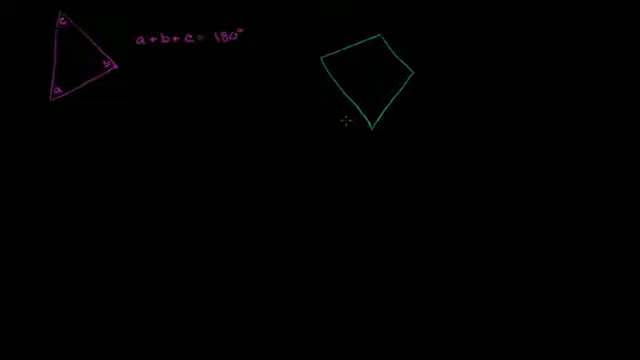 c
a + b + c = 180°
b
a